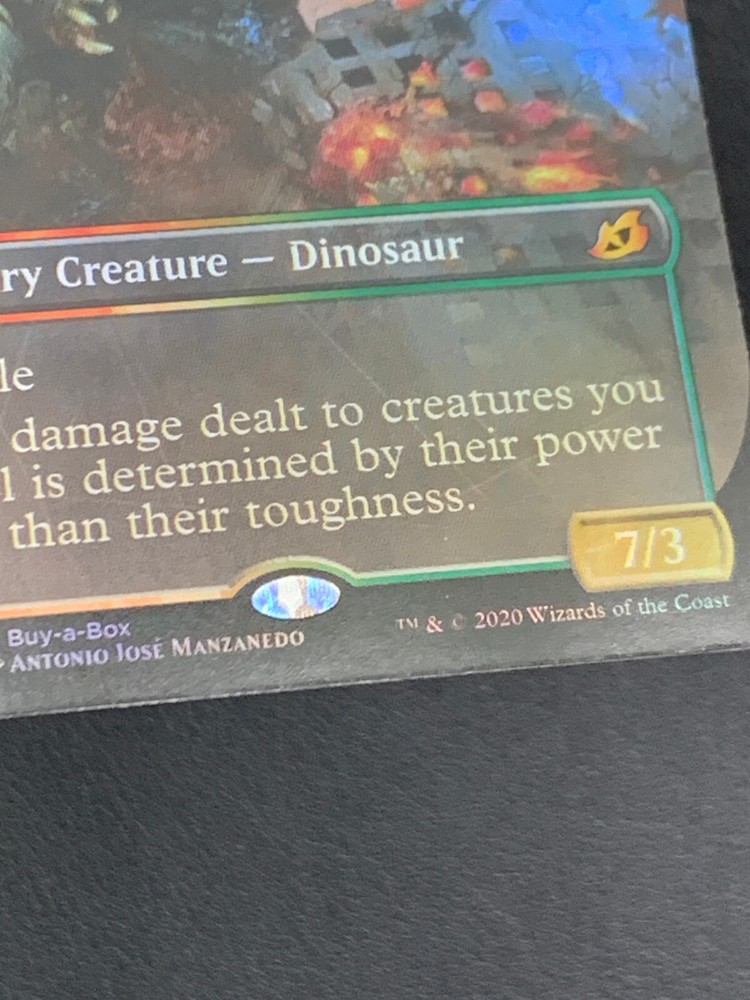 ry Creature — Dinosaur
le
damage dealt to creatures you
l is determined by their power
than their toughness.
7/3
Buy-a-Box
ANTONIO JOSÉ MANZANEDO
™ & © 2020 Wizards of the Coast